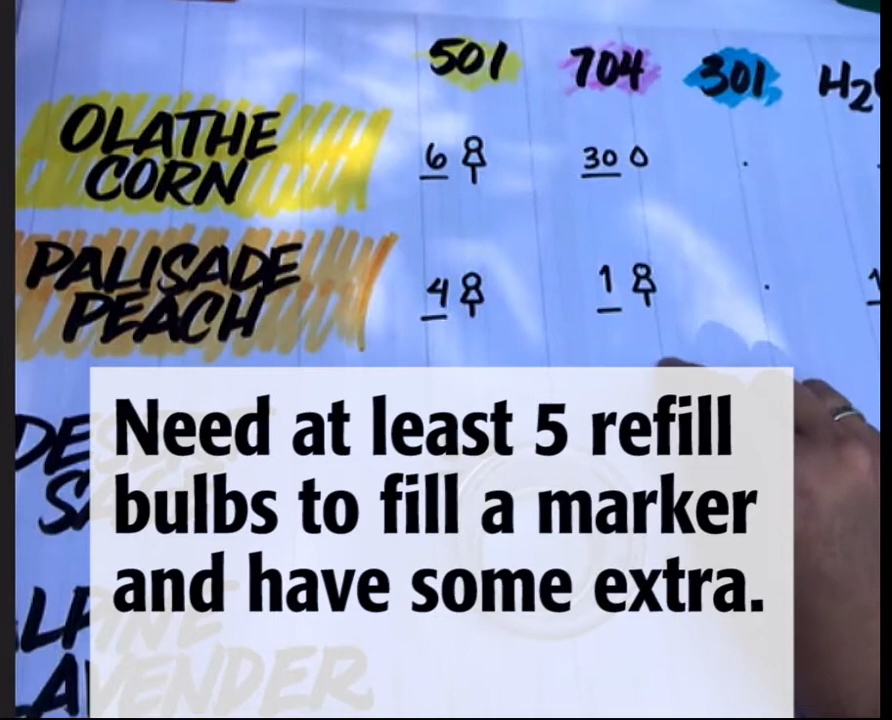 501 704 301 H2
OLATHE
CORN
6 30
PALISADE
PEACH
4 1
Need at least 5 refill
bulbs to fill a marker
and have some extra.